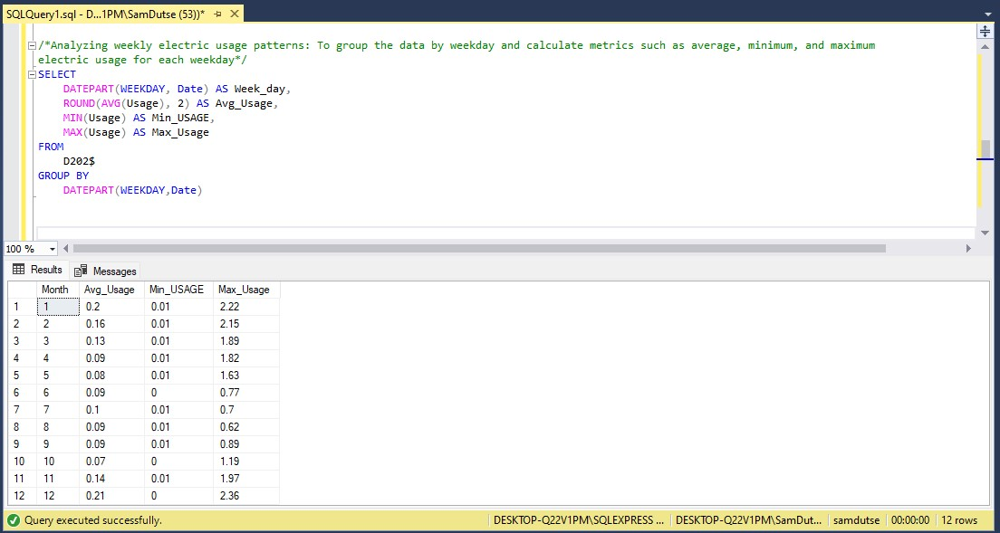 SQLQuery1.sql - D...1PM\SamDutse (53))*
/*Analyzing weekly electric usage patterns: To group the data by weekday and calculate metrics such as average, minimum, and maximum
electric usage for each weekday*/
SELECT
DATEPART(WEEKDAY, Date) AS Week_day,
ROUND(AVG(Usage), 2) AS Avg_Usage,
MIN(Usage) AS Min_USAGE,
MAX(Usage) AS Max_Usage
FROM
D202$
GROUP BY
DATEPART(WEEKDAY,Date)
100 %
Results Messages
Month Avg_Usage Min_USAGE Max_Usage
1 1 0.2 0.01 2.22
2 2 0.16 0.01 2.15
3 3 0.13 0.01 1.89
4 4 0.09 0.01 1.82
5 5 0.08 0.01 1.63
6 6 0.09 0 0.77
7 7 0.1 0.01 0.7
8 8 0.09 0.01 0.62
9 9 0.09 0.01 0.89
10 10 0.07 0 1.19
11 11 0.14 0.01 1.97
12 12 0.21 0 2.36
Query executed successfully. DESKTOP-Q22V1PM\SQLEXPRESS ... DESKTOP-Q22V1PM\SamDut... samdutse 00:00:00 12 rows